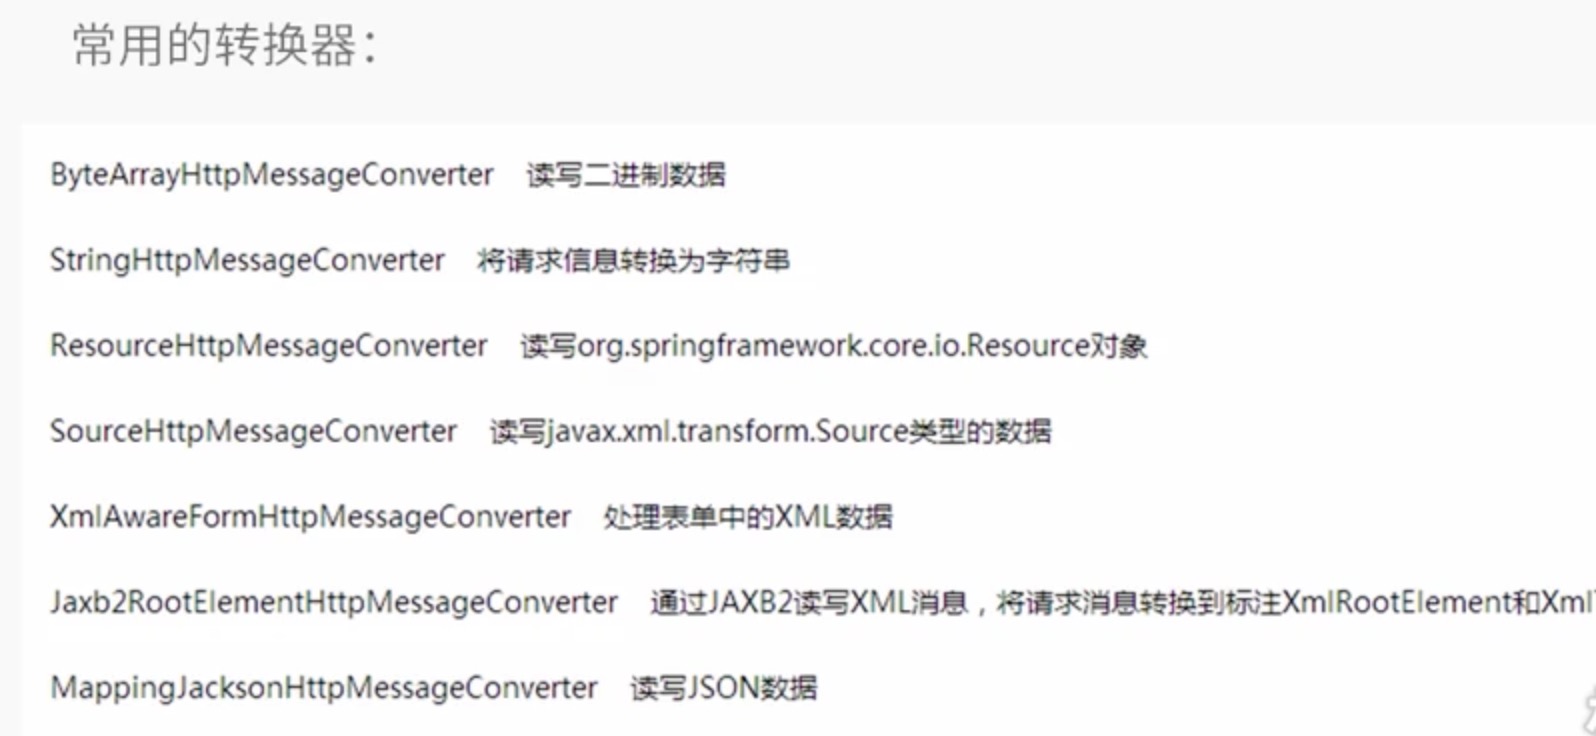 常用的转换器：
ByteArrayHttpMessageConverter 读写二进制数据
StringHttpMessageConverter 将请求信息转换为字符串
ResourceHttpMessageConverter 读写org.springframework.core.io.Resource对象
SourceHttpMessageConverter 读写javax.xml.transform.Source类型的数据
XmlAwareFormHttpMessageConverter 处理表单中的XML数据
Jaxb2RootElementHttpMessageConverter 通过JAXB2读写XML消息，将请求消息转换到标注XmlRootElement和Xml
MappingJacksonHttpMessageConverter 读写JSON数据